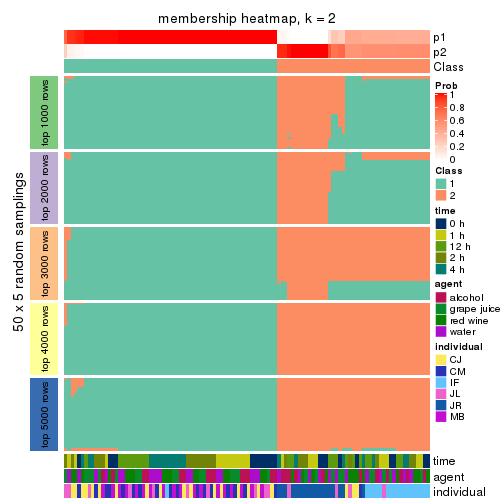 membership heatmap, k = 2
p1
p2
Class
50 x 5 random samplings
top 1000 rows
top 2000 rows
top 3000 rows
top 4000 rows
top 5000 rows
time
agent
individual
Prob
1
0.8
0.6
0.4
0.2
0
Class
1
2
time
0 h
1 h
12 h
2 h
4 h
agent
alcohol
grape juice
red wine
water
individual
CJ
CM
IF
JL
JR
MB